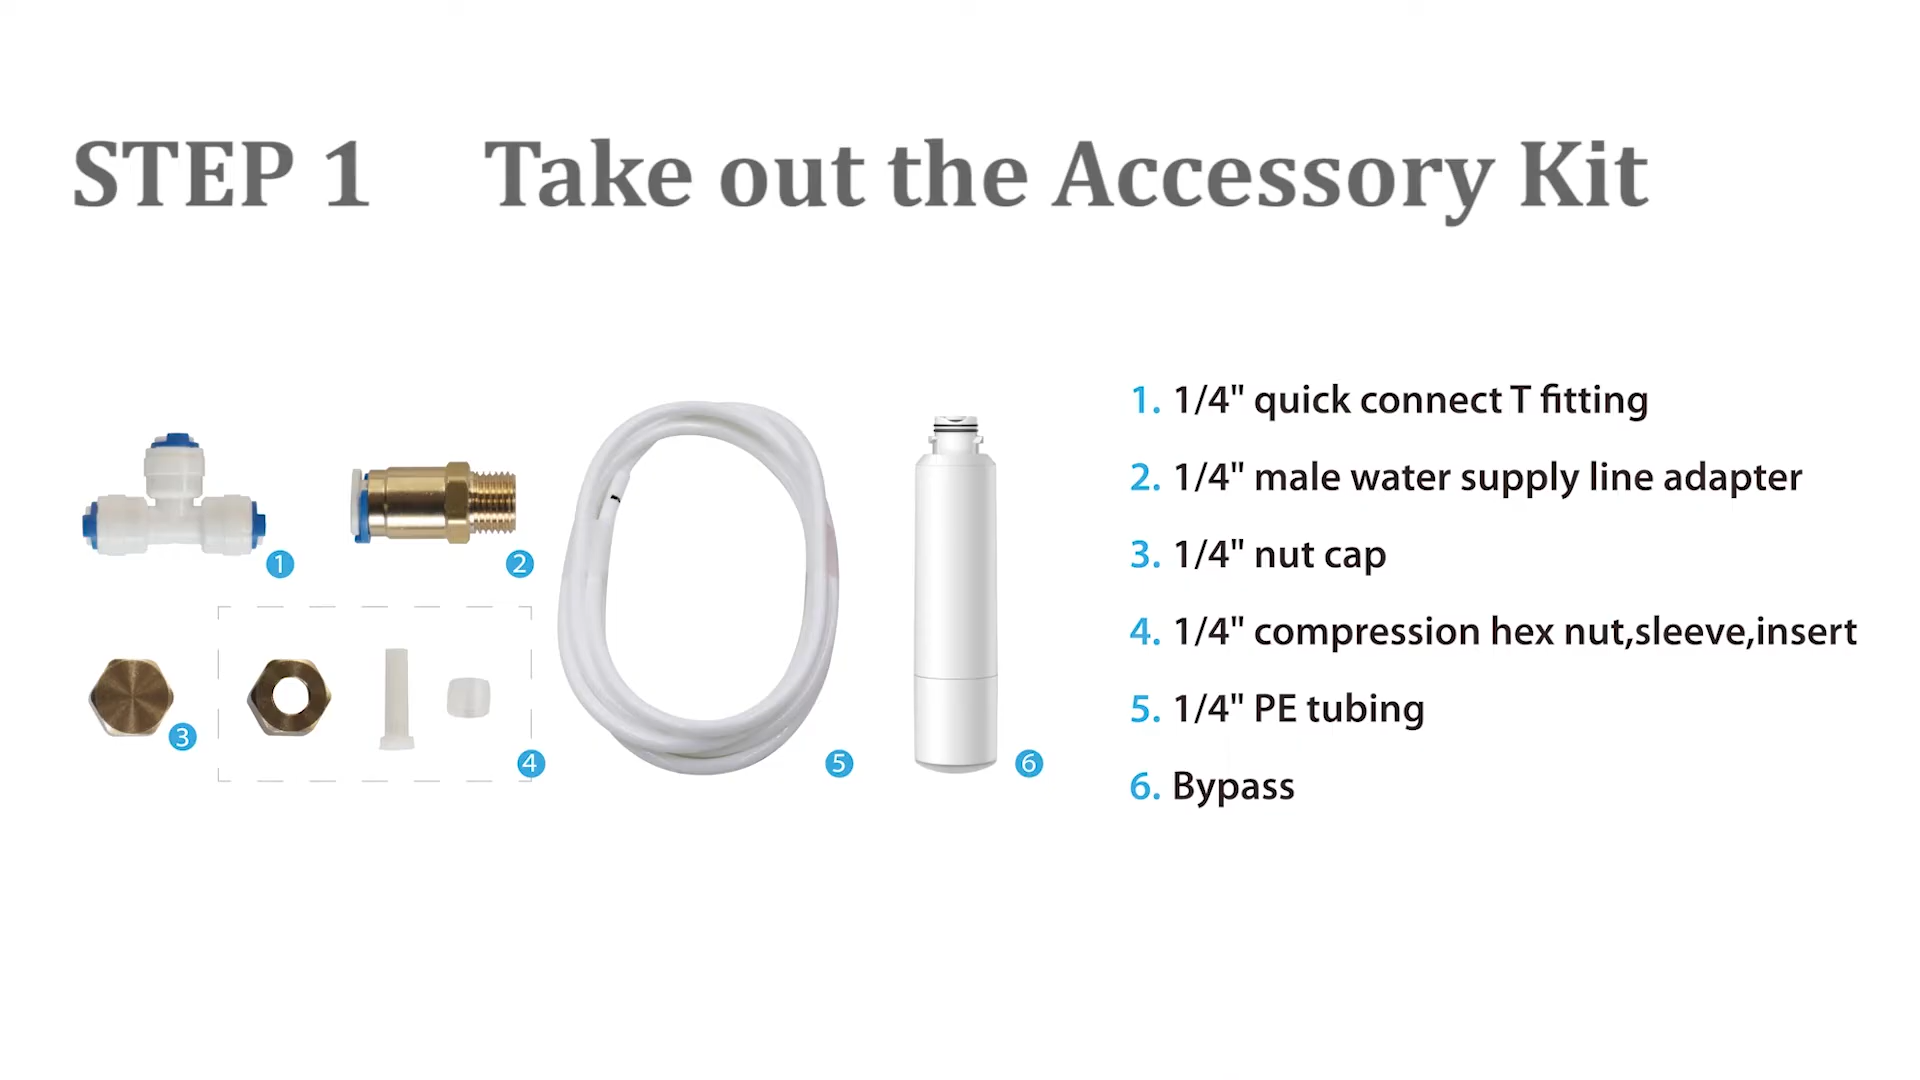 STEP 1 Take out the Accessory Kit
1
2
3
4
5
6
1. 1/4" quick connect T fitting
2. 1/4" male water supply line adapter
3. 1/4" nut cap
4. 1/4" compression hex nut,sleeve,insert
5. 1/4" PE tubing
6. Bypass